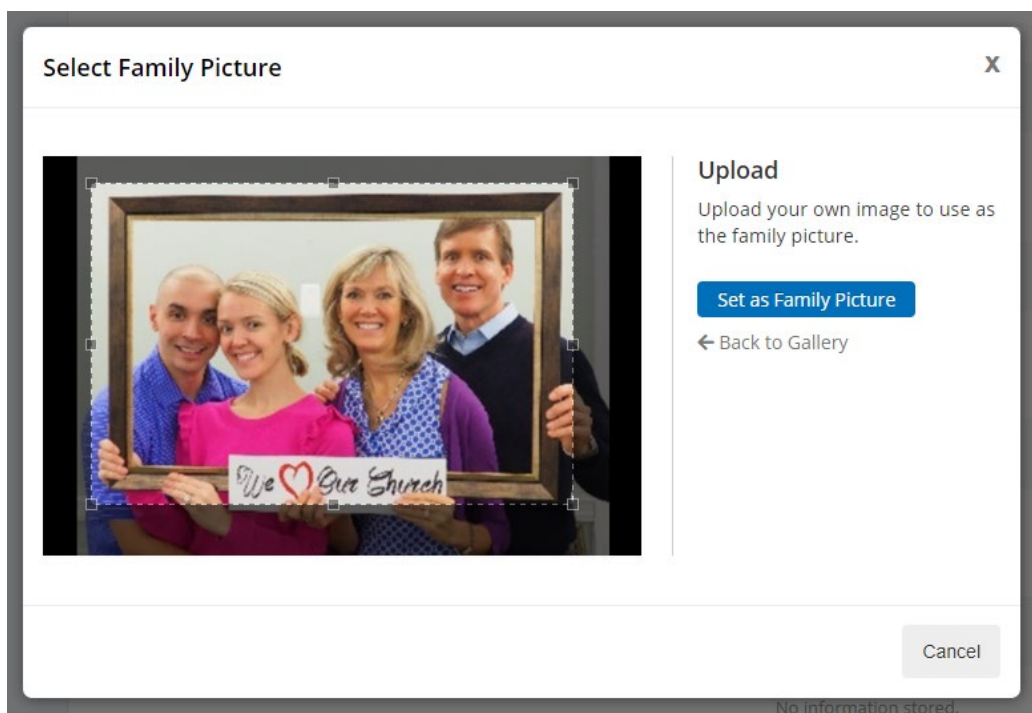 Select Family Picture
X
We Our Church
Upload
Upload your own image to use as
the family picture.
Set as Family Picture
Back to Gallery
Cancel
No information stored.